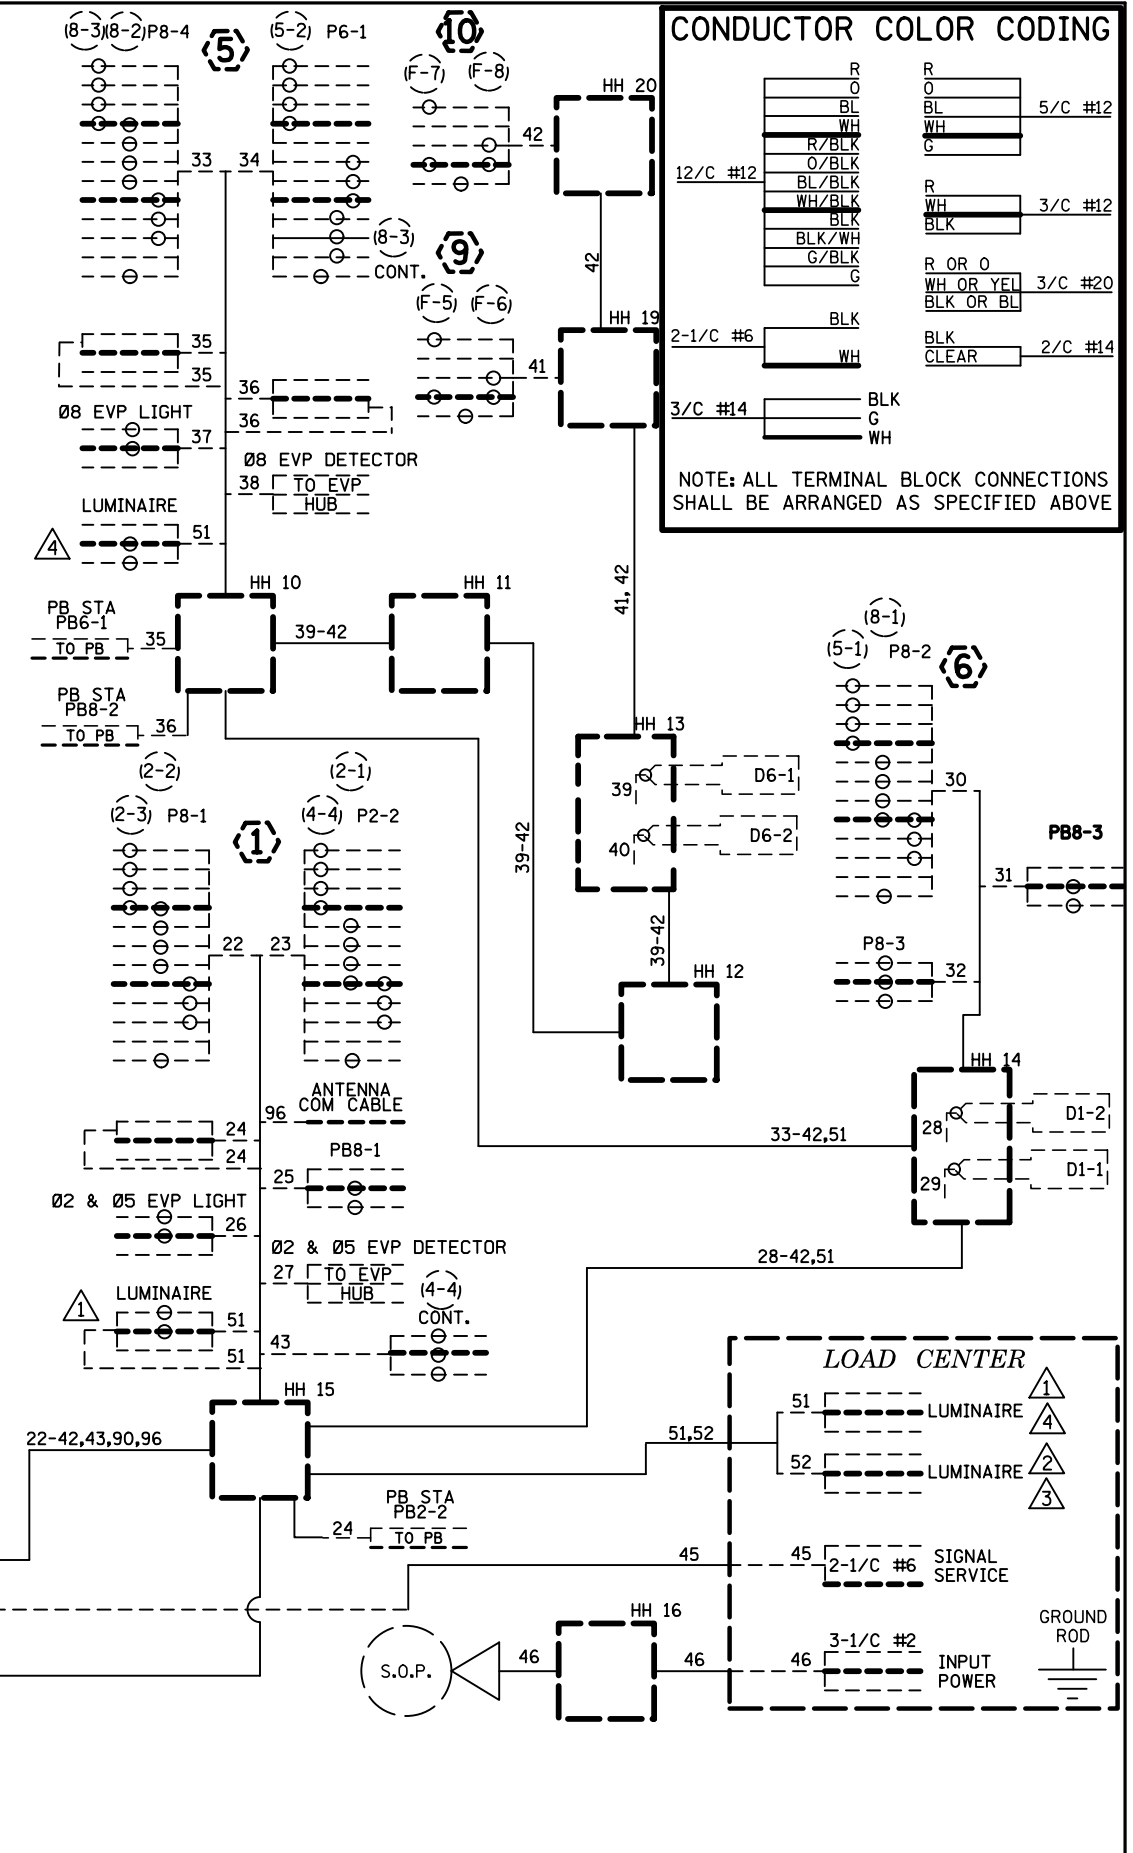 (8-3) (8-2) P8-4
5
(5-2) P6-1
33 34
(8-3)
CONT.
35
35
36
36
Ø8 EVP LIGHT
37
Ø8 EVP DETECTOR
38 TO EVP
HUB
LUMINAIRE
4
51
HH 10
PB STA
PB6-1
TO PB
35
PB STA
PB8-2
TO PB
36
39-42
HH 11
39-42
10
(F-7) (F-8)
42
HH 20
42
9
(F-5) (F-6)
41
HH 19
41,42
HH 13
39
D6-1
40
D6-2
39-42
HH 12
CONDUCTOR COLOR CODING
12/C #12
R
O
BL
WH
R/BLK
O/BLK
BL/BLK
WH/BLK
BLK
BLK/WH
G/BLK
G
R
O
BL
WH
G
5/C #12
R
WH
BLK
3/C #12
R OR O
WH OR YEL
BLK OR BL
3/C #20
2-1/C #6
BLK
WH
BLK
CLEAR
2/C #14
3/C #14
BLK
G
WH
NOTE: ALL TERMINAL BLOCK CONNECTIONS
SHALL BE ARRANGED AS SPECIFIED ABOVE
(8-1)
(5-1) P8-2
6
30
PB8-3
31
P8-3
32
HH 14
28
D1-2
29
D1-1
33-42,51
28-42,51
(2-2)
(2-3) P8-1
1
(2-1)
(4-4) P2-2
22 23
ANTENNA
COM CABLE
96
24
24
PB8-1
25
Ø2 & Ø5 EVP LIGHT
26
Ø2 & Ø5 EVP DETECTOR
27 TO EVP
HUB
(4-4)
CONT.
LUMINAIRE
1
51
43
51
HH 15
22-42,43,90,96
51,52
PB STA
PB2-2
24 TO PB
LOAD CENTER
51
LUMINAIRE
1
4
52
LUMINAIRE
2
3
45
45
2-1/C #6
SIGNAL
SERVICE
S.O.P.
46
HH 16
46
46
3-1/C #2
INPUT
POWER
GROUND
ROD